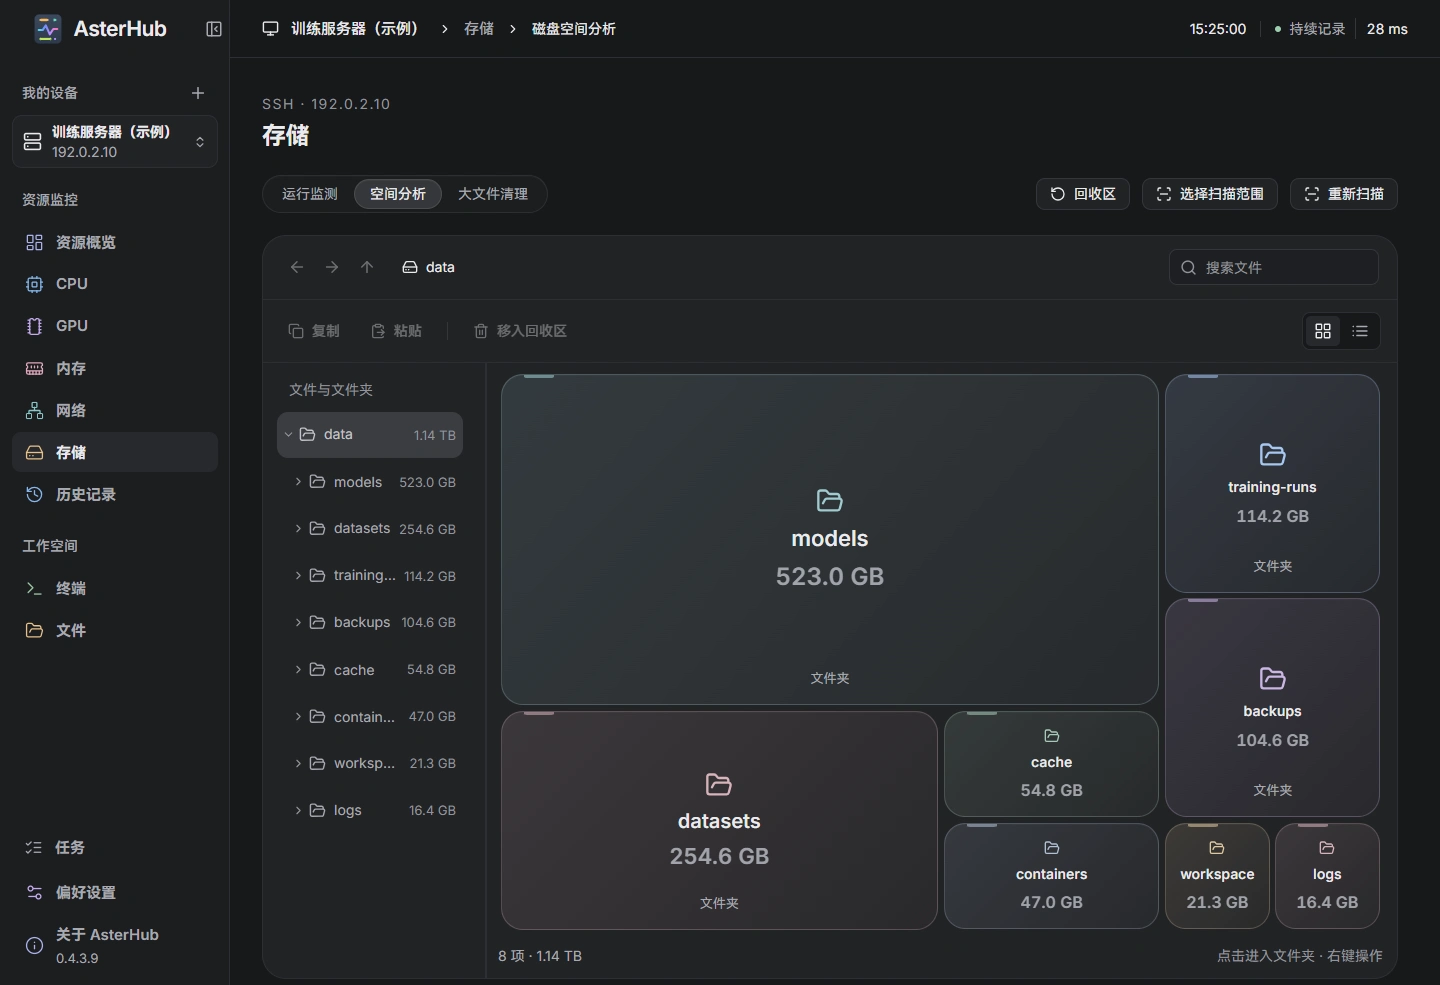 AsterHub
训练服务器（示例） 存储 磁盘空间分析
15:25:00 持续记录 28 ms
我的设备
训练服务器（示例）
192.0.2.10
资源监控
资源概览
CPU
GPU
内存
网络
存储
历史记录
工作空间
终端
文件
任务
偏好设置
关于 AsterHub
0.4.3.9
SSH · 192.0.2.10
存储
运行监测 空间分析 大文件清理
回收区 选择扫描范围 重新扫描
data
搜索文件
复制 粘贴 移入回收区
文件与文件夹
data 1.14 TB
models 523.0 GB
datasets 254.6 GB
training... 114.2 GB
backups 104.6 GB
cache 54.8 GB
contain... 47.0 GB
worksp... 21.3 GB
logs 16.4 GB
models
523.0 GB
文件夹
training-runs
114.2 GB
文件夹
backups
104.6 GB
文件夹
datasets
254.6 GB
文件夹
cache
54.8 GB
containers
47.0 GB
workspace
21.3 GB
logs
16.4 GB
8 项 · 1.14 TB
点击进入文件夹 · 右键操作